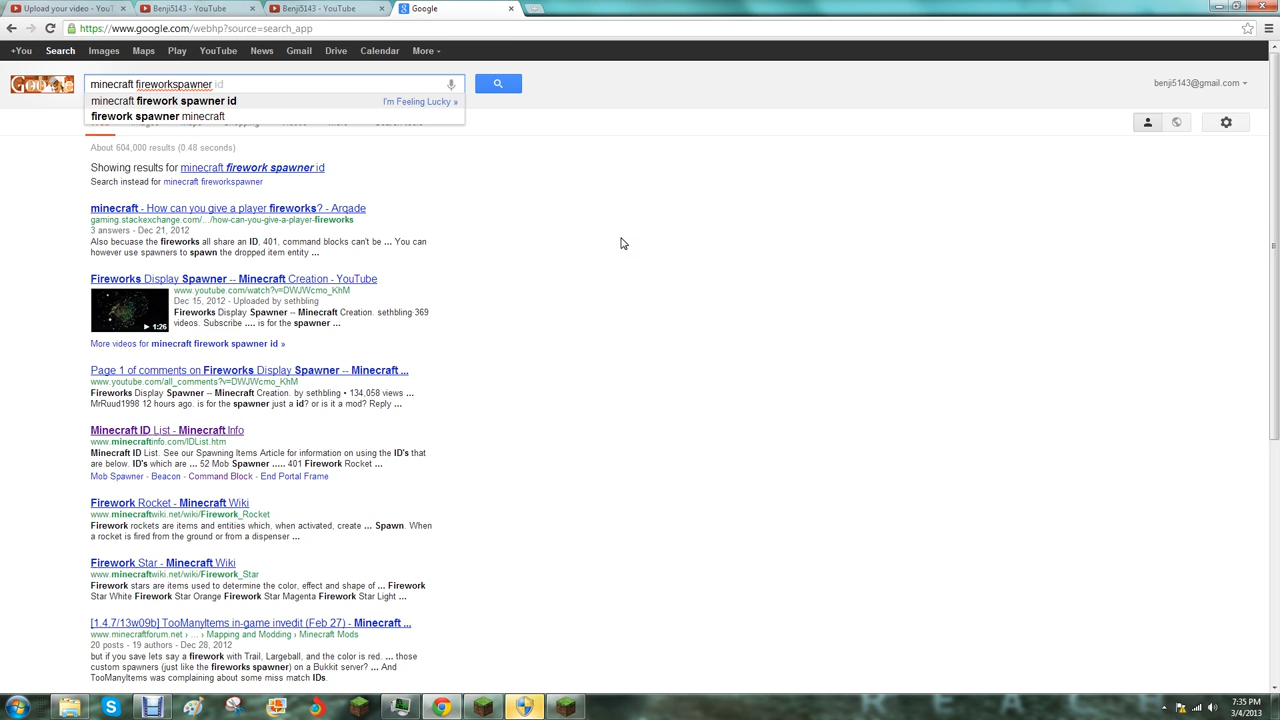 Upload your video - YouT
Benji5143 - YouTube
Benji5143 - YouTube
Google
https://www.google.com/webhp?source=search_app
+You Search Images Maps Play YouTube News Gmail Drive Calendar More
Google
minecraft fireworkspawner id
benji5143@gmail.com
minecraft firework spawner id
I'm Feeling Lucky »
firework spawner minecraft
About 604,000 results (0.48 seconds)
Showing results for minecraft firework spawner id
Search instead for minecraft fireworkspawner
minecraft - How can you give a player fireworks? - Arqade
gaming.stackexchange.com/.../how-can-you-give-a-player-fireworks
3 answers - Dec 21, 2012
Also becuase the fireworks all share an ID, 401, command blocks can't be ... You can
however use spawners to spawn the dropped item entity ...
Fireworks Display Spawner -- Minecraft Creation - YouTube
www.youtube.com/watch?v=DWJWcmo_KhM
Dec 15, 2012 - Uploaded by sethbling
Fireworks Display Spawner -- Minecraft Creation. sethbling·369
videos. Subscribe .... is for the spawner ...
1:26
More videos for minecraft firework spawner id »
Page 1 of comments on Fireworks Display Spawner -- Minecraft ...
www.youtube.com/all_comments?v=DWJWcmo_KhM
Fireworks Display Spawner -- Minecraft Creation. by sethbling • 134,058 views ...
MrRuud1998 12 hours ago. is for the spawner just a id? or is it a mod? Reply ...
Minecraft ID List - Minecraft Info
www.minecraftinfo.com/IDList.htm
Minecraft ID List. See our Spawning Items Article for information on using the ID's that
are below. ID's which are ... 52 Mob Spawner ..... 401 Firework Rocket ...
Mob Spawner - Beacon - Command Block - End Portal Frame
Firework Rocket - Minecraft Wiki
www.minecraftwiki.net/wiki/Firework_Rocket
Firework rockets are items and entities which, when activated, create ... Spawn. When
a rocket is fired from the ground or from a dispenser ...
Firework Star - Minecraft Wiki
www.minecraftwiki.net/wiki/Firework_Star
Firework stars are items used to determine the color, effect and shape of ... Firework
Star White Firework Star Orange Firework Star Magenta Firework Star Light ...
[1.4.7/13w09b] TooManyItems in-game invedit (Feb 27) - Minecraft ...
www.minecraftforum.net › ... › Mapping and Modding › Minecraft Mods
20 posts - 19 authors - Dec 28, 2012
but if you save lets say a firework with Trail, Largeball, and the color is red. ... those
custom spawners (just like the fireworks spawner) on a Bukkit server? ... And
TooManyItems was complaining about some miss match IDs.
7:35 PM
3/4/2013